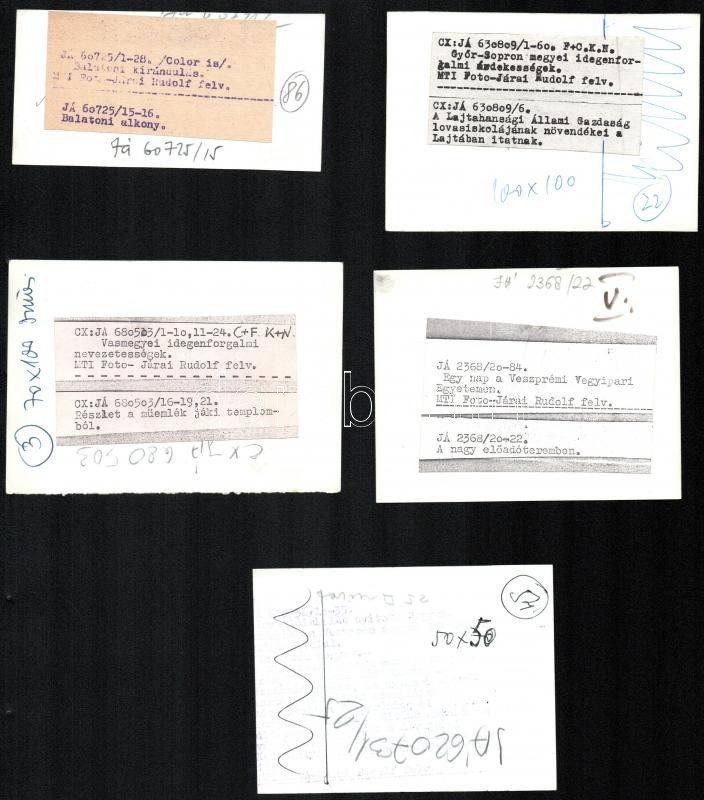 JÁ 60725/1-28. /Color is/.
Balatoni kirándulás.
MTI Foto-Járai Rudolf felv.
JÁ 60725/15-16.
Balatoni alkony.
Já 60725/15
86
CX:JÁ 630809/1-60. F+C.K.N.
Győr-Sopron megyei idegenfor-
galmi érdekességek.
MTI Foto-Járai Rudolf felv.
CX:JÁ 630809/6.
A Lajtahansági Állami Gazdaság
lovasiskolájának növendékei a
Lajtában itatnak.
100x100
22
70x100
3
CX:JÁ 680503/1-10,11-24. C+F. K+N.
Vasmegyei idegenforgalmi
nevezetességek.
MTI Foto- Járai Rudolf felv.
CX:JÁ 680503/16-19,21.
Részlet a műemlék jáki templom-
ból.
CX JÁ 680503
b
JÁ 2368/22
V.
JÁ 2368/20-84.
Egy nap a Veszprémi Vegyipari
Egyetemen.
MTI Foto-Járai Rudolf felv.
JÁ 2368/20-22.
A nagy előadóteremben.
50x50
JÁ 620731/25